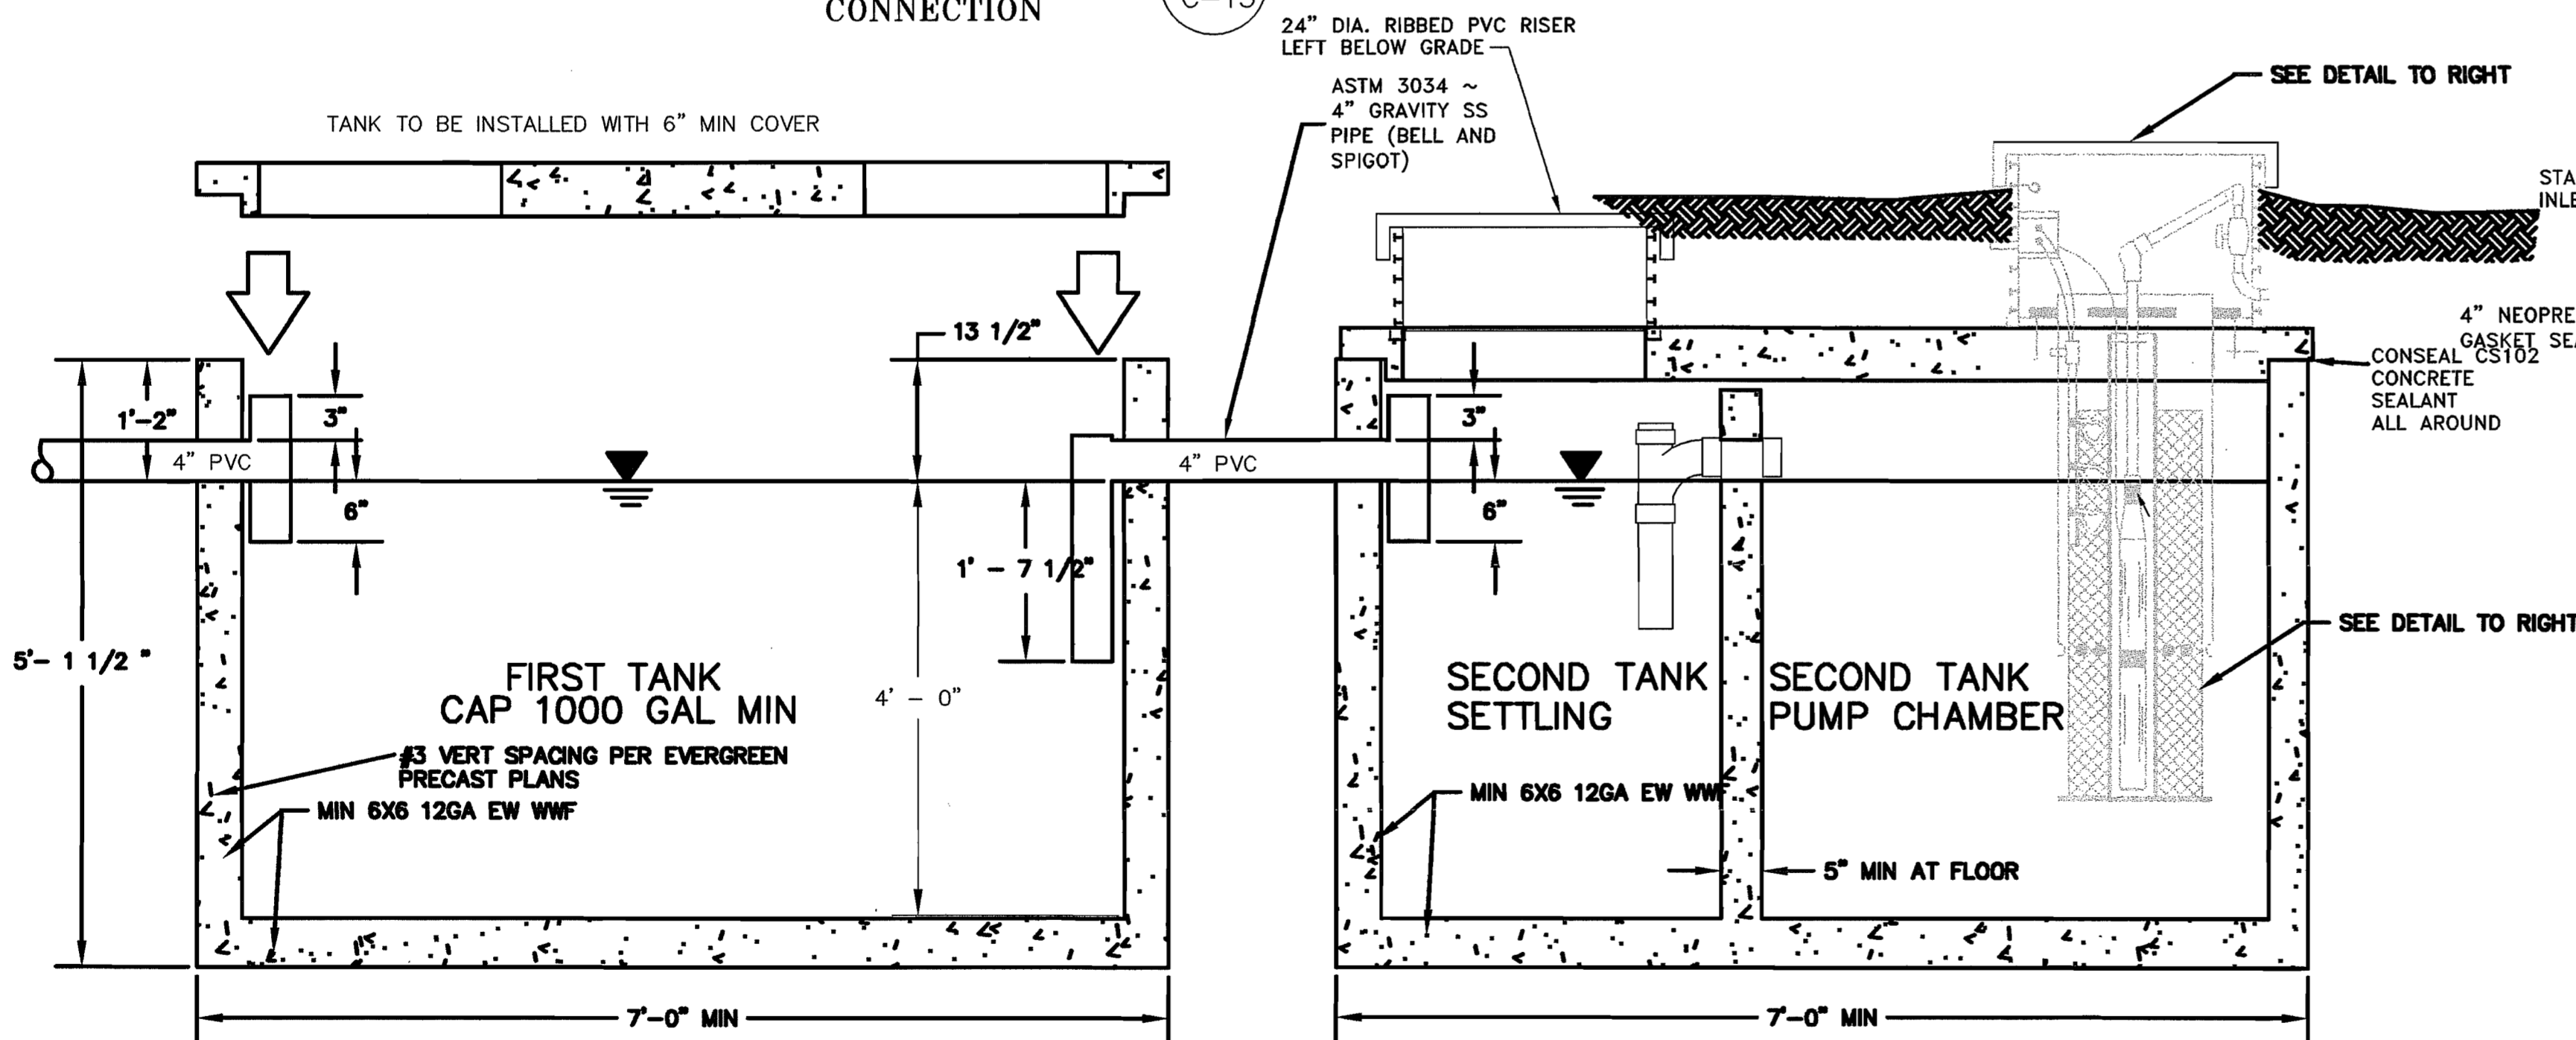 CONNECTION
24" DIA. RIBBED PVC RISER
LEFT BELOW GRADE
ASTM 3034 ~
4" GRAVITY SS
PIPE (BELL AND
SPIGOT)
SEE DETAIL TO RIGHT
TANK TO BE INSTALLED WITH 6" MIN COVER
STA
INLE
4" NEOPRE
GASKET SEA
CONSEAL CS102
CONCRETE
SEALANT
ALL AROUND
13 1/2"
1'-2"
3"
4" PVC
6"
4" PVC
3"
6"
1' - 7 1/2"
5'- 1 1/2 "
4' - 0"
FIRST TANK
CAP 1000 GAL MIN
#3 VERT SPACING PER EVERGREEN
PRECAST PLANS
MIN 6X6 12GA EW WWF
SECOND TANK
SETTLING
SECOND TANK
PUMP CHAMBER
SEE DETAIL TO RIGHT
MIN 6X6 12GA EW WWF
5" MIN AT FLOOR
7'-0" MIN
7'-0" MIN